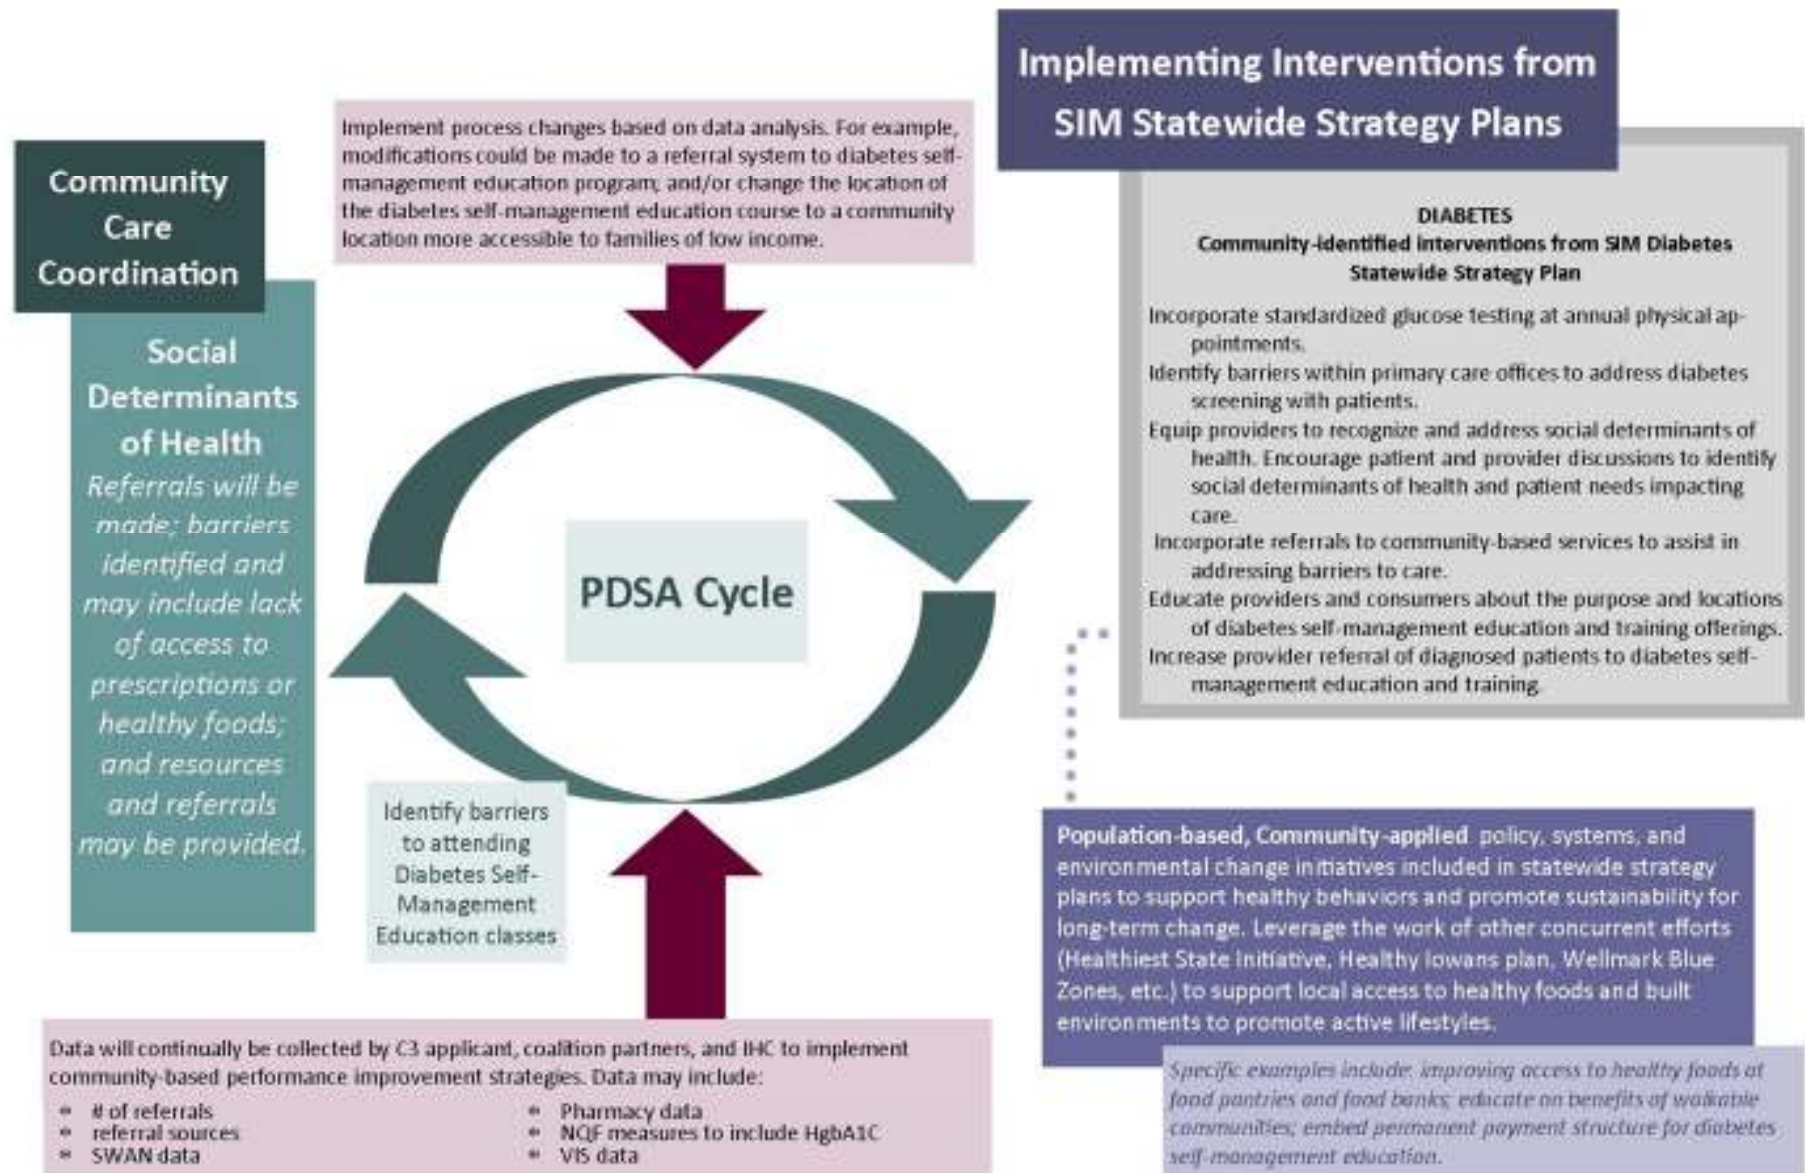 Implementing Interventions from
SIM Statewide Strategy Plans
Community
Care
Coordination
Social
Determinants
of Health
Referrals will be
made; barriers
identified and
may include lack
of access to
prescriptions or
healthy foods;
and resources
and referrals
may be provided.
Implement process changes based on data analysis. For example,
modifications could be made to a referral system to diabetes self-
management education program; and/or change the location of
the diabetes self-management education course to a community
location more accessible to families of low income.
PDSA Cycle
Identify barriers
to attending
Diabetes Self-
Management
Education classes
Data will continually be collected by C3 applicant, coalition partners, and IHC to implement
community-based performance improvement strategies. Data may include:
• # of referrals
• referral sources
• SWAN data
• Pharmacy data
• NQF measures to include HgbA1C
• VIS data
DIABETES
Community-identified interventions from SIM Diabetes
Statewide Strategy Plan
Incorporate standardized glucose testing at annual physical ap-
pointments.
Identify barriers within primary care offices to address diabetes
screening with patients.
Equip providers to recognize and address social determinants of
health. Encourage patient and provider discussions to identify
social determinants of health and patient needs impacting
care.
Incorporate referrals to community-based services to assist in
addressing barriers to care.
Educate providers and consumers about the purpose and locations
of diabetes self-management education and training offerings.
Increase provider referral of diagnosed patients to diabetes self-
management education and training.
Population-based, Community-applied policy, systems, and
environmental change initiatives included in statewide strategy
plans to support healthy behaviors and promote sustainability for
long-term change. Leverage the work of other concurrent efforts
(Healthiest State Initiative, Healthy Iowans plan, Wellmark Blue
Zones, etc.) to support local access to healthy foods and built
environments to promote active lifestyles.
Specific examples include: improving access to healthy foods at
food pantries and food banks; educate on benefits of walkable
communities; embed permanent payment structure for diabetes
self-management education.